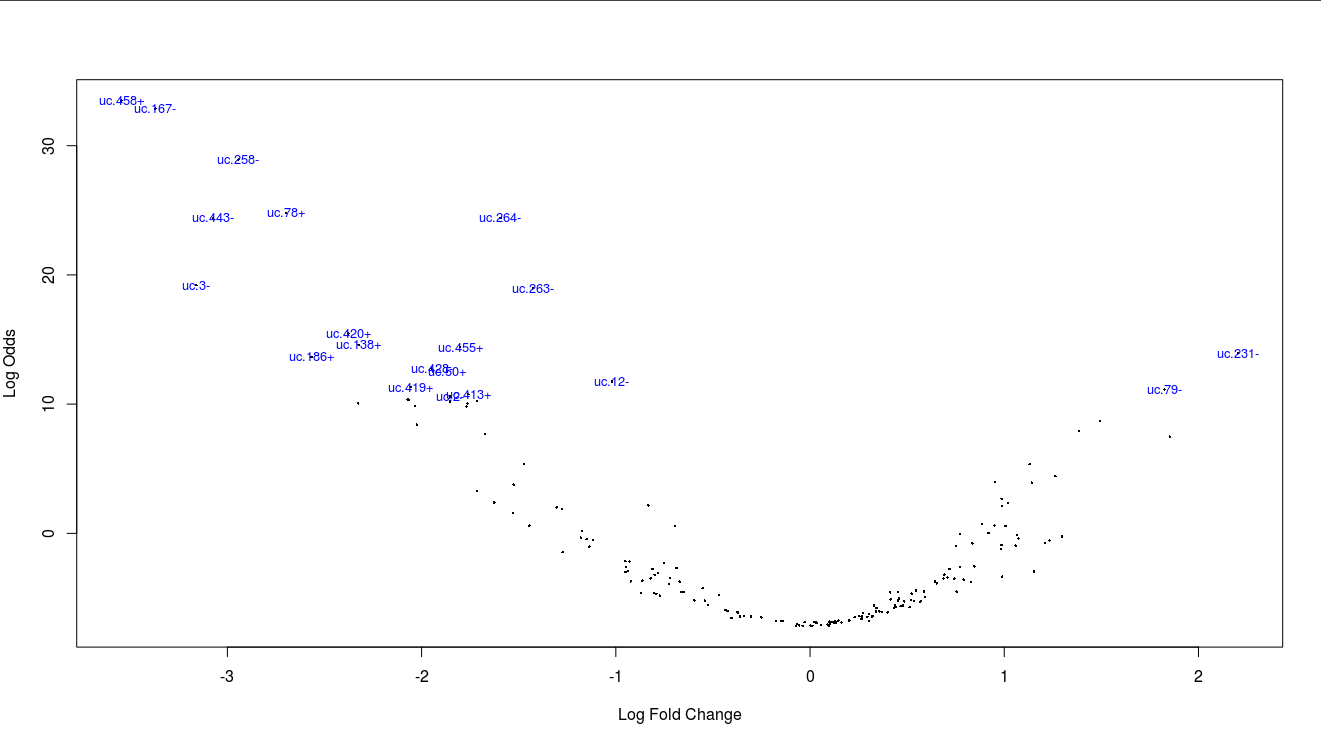 uc.458+
uc.167-
30
uc.258-
uc.78+
uc.443-
uc.264-
20
uc.3-
uc.263-
uc.420+
uc.138+
uc.455+
uc.186+
uc.231-
Log Odds
uc.60+
uc.12-
uc.419+
uc.79-
uc.413+
10
0
-3
-2
-1
0
1
2
Log Fold Change